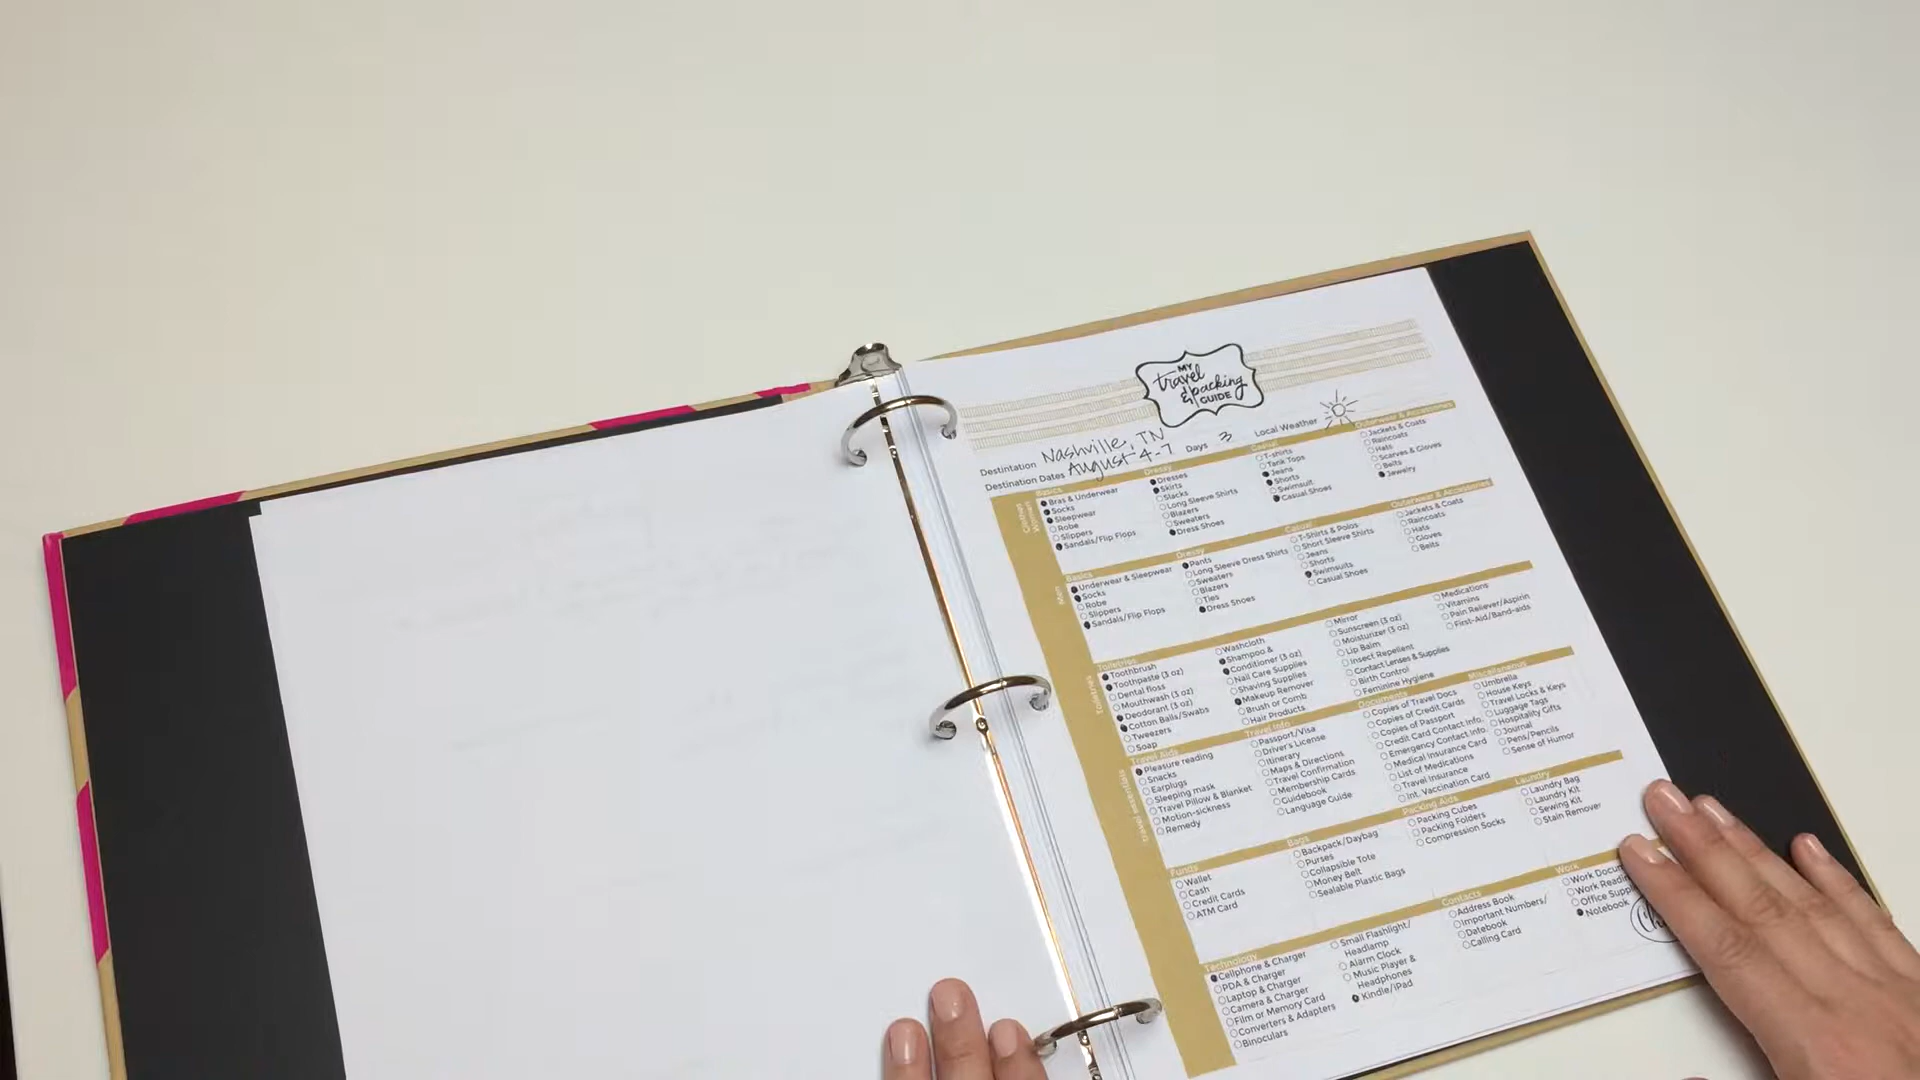 MY
travel
& packing
GUIDE
Destintation Nashville, TN Days 3 Local Weather
Destination Dates August 4-7
Clothes
Women
Basics
Bras & Underwear
Socks
Sleepwear
Robe
Slippers
Sandals/Flip Flops
Dressy
Dresses
Skirts
Slacks
Long Sleeve Shirts
Blazers
Sweaters
Dress Shoes
Casual
T-shirts
Tank Tops
Jeans
Shorts
Swimsuit
Casual Shoes
Outerwear & Accessories
Jackets & Coats
Raincoats
Hats
Scarves & Gloves
Belts
Jewelry
Men
Basics
Underwear & Sleepwear
Socks
Robe
Slippers
Sandals/Flip Flops
Dressy
Pants
Long Sleeve Dress Shirts
Sweaters
Blazers
Ties
Dress Shoes
Casual
T-Shirts & Polos
Short Sleeve Shirts
Jeans
Shorts
Swimsuits
Casual Shoes
Outerwear & Accessories
Jackets & Coats
Raincoats
Hats
Gloves
Belts
Toiletries
Toiletries
Toothbrush
Toothpaste (3 oz)
Dental floss
Mouthwash (3 oz)
Deodorant (3 oz)
Cotton Balls/Swabs
Tweezers
Soap
Washcloth
Shampoo &
Conditioner (3 oz)
Nail Care Supplies
Shaving Supplies
Makeup Remover
Brush or Comb
Hair Products
Mirror
Sunscreen (3 oz)
Moisturizer (3 oz)
Lip Balm
Insect Repellent
Contact Lenses & Supplies
Birth Control
Feminine Hygiene
Medications
Vitamins
Pain Reliever/Aspirin
First-Aid/Band-aids
Travel Essentials
Travel Aids
Pleasure reading
Snacks
Earplugs
Sleeping mask
Travel Pillow & Blanket
Motion-sickness
Remedy
Travel Info
Passport/Visa
Driver's License
Itinerary
Maps & Directions
Travel Confirmation
Membership Cards
Guidebook
Language Guide
Documents
Copies of Travel Docs
Copies of Credit Cards
Copies of Passport
Credit Card Contact Info.
Emergency Contact Info.
Medical Insurance Card
List of Medications
Travel Insurance
Int. Vaccination Card
Miscellaneous
Umbrella
House Keys
Travel Locks & Keys
Luggage Tags
Hospitality Gifts
Journal
Pens/Pencils
Sense of Humor
Funds
Wallet
Cash
Credit Cards
ATM Card
Bags
Backpack/Daybag
Purses
Collapsible Tote
Money Belt
Sealable Plastic Bags
Packing Aids
Packing Cubes
Packing Folders
Compression Socks
Laundry
Laundry Bag
Laundry Kit
Sewing Kit
Stain Remover
Technology
Cellphone & Charger
PDA & Charger
Laptop & Charger
Camera & Charger
Film or Memory Card
Converters & Adapters
Binoculars
Small Flashlight/
Headlamp
Alarm Clock
Music Player &
Headphones
Kindle/iPad
Contacts
Address Book
Important Numbers/
Datebook
Calling Card
Work
Work
Work
Office
Notebook